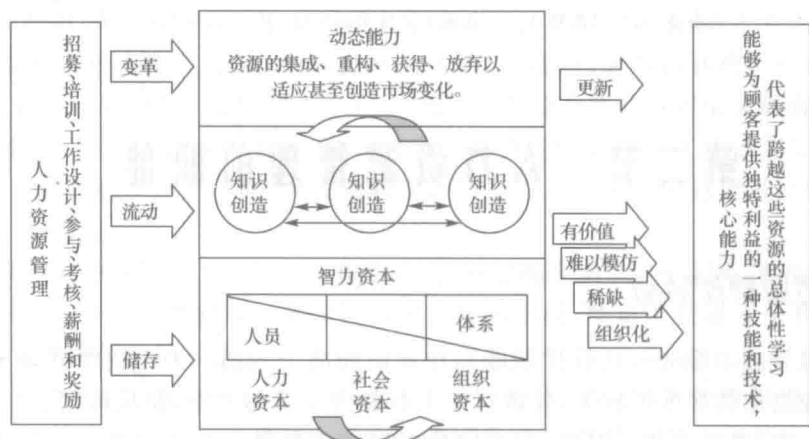 人力资源管理
招募、培训、工作设计、参与、考核、薪酬和奖励
变革
流动
储存
动态能力
资源的集成、重构、获得、放弃以
适应甚至创造市场变化。
知识
创造
知识
创造
知识
创造
智力资本
人员
体系
人力
资本
社会
资本
组织
资本
更新
有价值
难以模仿
稀缺
组织化
核心能力
能够为顾客提供独特利益的一种技能和技术,
代表了跨越这些资源的总体性学习